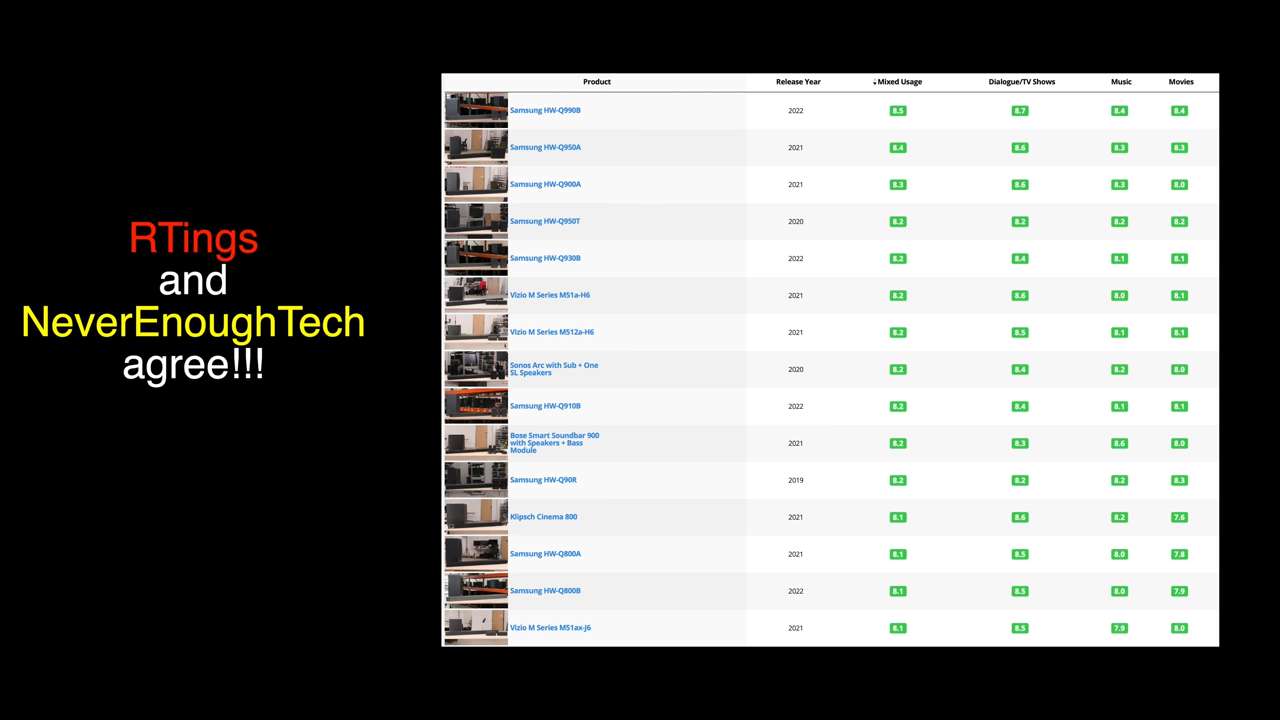 RTings
and
NeverEnoughTech
agree!!!
Product Release Year Mixed Usage Dialogue/TV Shows Music Movies
Samsung HW-Q990B 2022 8.5 8.7 8.4 8.4
Samsung HW-Q950A 2021 8.4 8.6 8.3 8.3
Samsung HW-Q900A 2021 8.3 8.6 8.3 8.0
Samsung HW-Q950T 2020 8.2 8.2 8.2 8.2
Samsung HW-Q930B 2022 8.2 8.4 8.1 8.1
Vizio M Series M51a-H6 2021 8.2 8.6 8.0 8.1
Vizio M Series M512a-H6 2021 8.2 8.5 8.1 8.1
Sonos Arc with Sub + One
SL Speakers 2020 8.2 8.4 8.2 8.0
Samsung HW-Q910B 2022 8.2 8.4 8.1 8.1
Bose Smart Soundbar 900
with Speakers + Bass
Module 2021 8.2 8.3 8.6 8.0
Samsung HW-Q90R 2019 8.2 8.2 8.2 8.3
Klipsch Cinema 800 2021 8.1 8.6 8.2 7.6
Samsung HW-Q800A 2021 8.1 8.5 8.0 7.8
Samsung HW-Q800B 2022 8.1 8.5 8.0 7.9
Vizio M Series M51ax-J6 2021 8.1 8.5 7.9 8.0